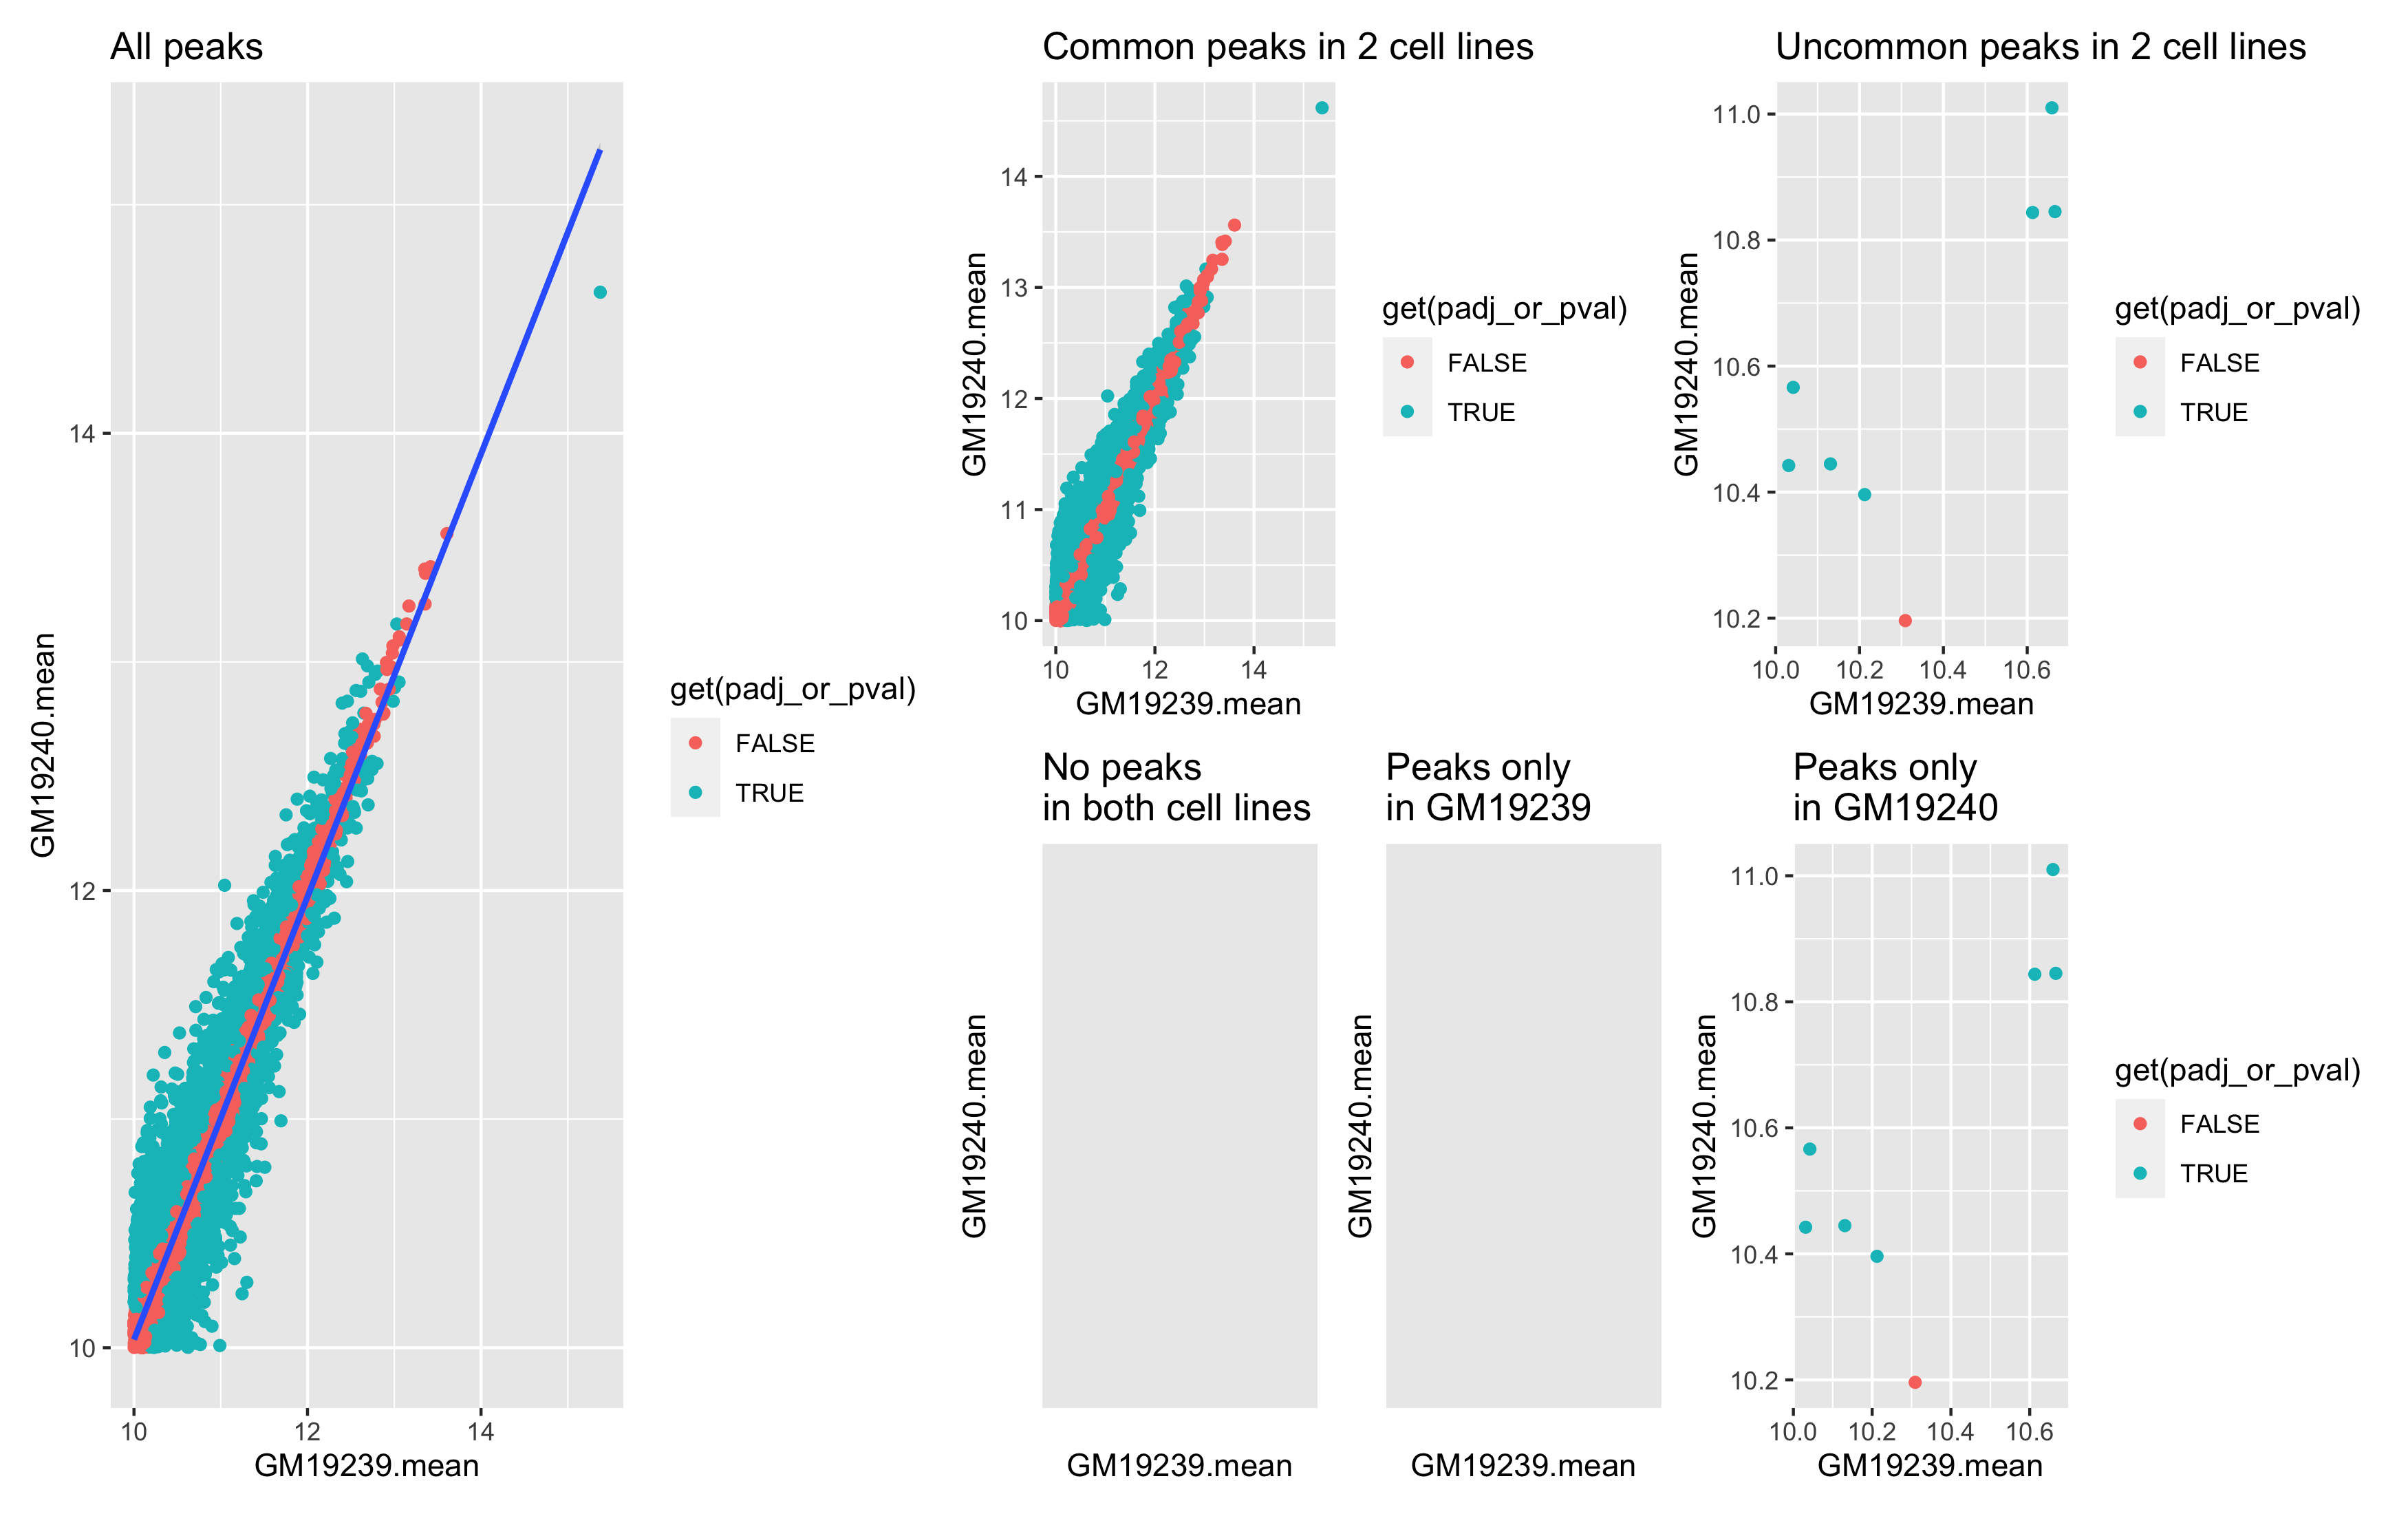 All peaks
14
12
10
10 12 14
GM19239.mean
GM19240.mean
get(padj_or_pval)
FALSE
TRUE
Common peaks in 2 cell lines
14
13
12
11
10
10 12 14
GM19239.mean
GM19240.mean
get(padj_or_pval)
FALSE
TRUE
Uncommon peaks in 2 cell lines
11.0
10.8
10.6
10.4
10.2
10.0 10.2 10.4 10.6
GM19239.mean
GM19240.mean
get(padj_or_pval)
FALSE
TRUE
No peaks
in both cell lines
GM19240.mean
GM19239.mean
Peaks only
in GM19239
GM19240.mean
GM19239.mean
Peaks only
in GM19240
11.0
10.8
10.6
10.4
10.2
10.0 10.2 10.4 10.6
GM19239.mean
GM19240.mean
get(padj_or_pval)
FALSE
TRUE